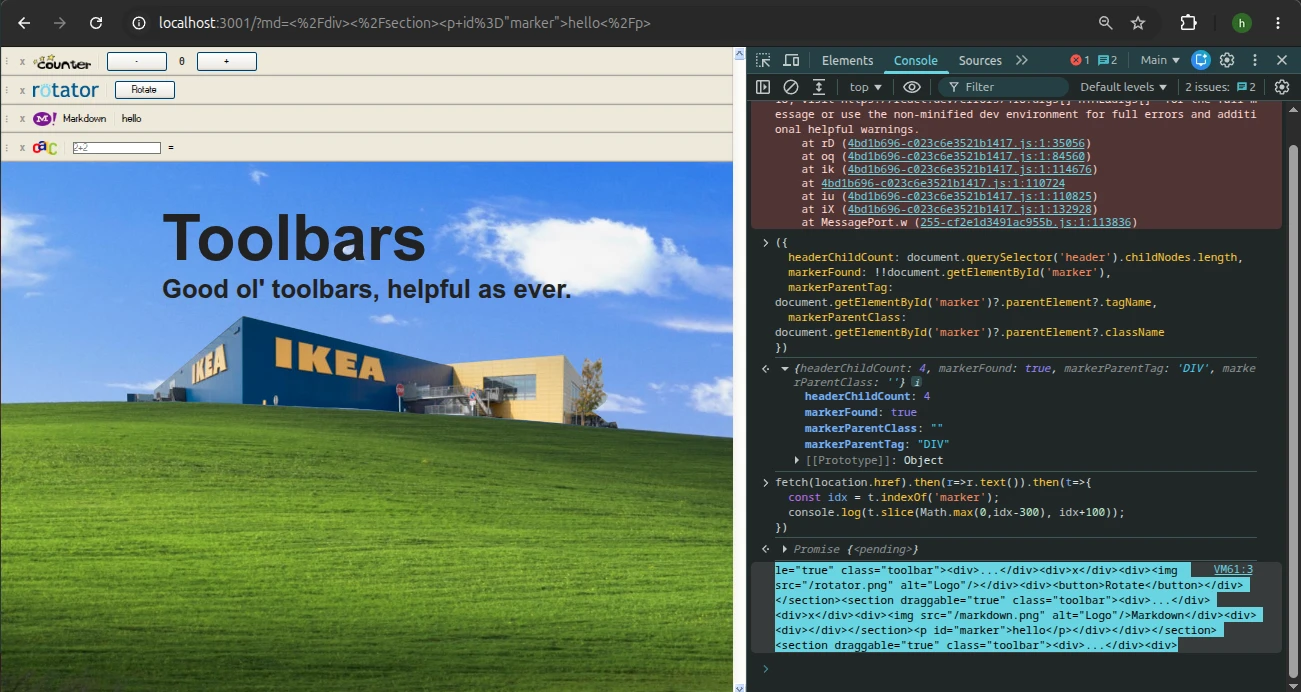 localhost:3001/?md=<%2Fdiv><%2Fsection><p+id%3D"marker">hello<%2Fp>
h
x counter - 0 +
x rotator Rotate
x M! Markdown hello
x calc 2+2 =
Toolbars
Good ol' toolbars, helpful as ever.
IKEA
IKEA
Elements Console Sources 1 2 Main
top Filter Default levels 2 issues: 2
essage or use the non-minified dev environment for full errors and additi
onal helpful warnings.
at rD (4bd1b696-c023c6e3521b1417.js:1:35056)
at oq (4bd1b696-c023c6e3521b1417.js:1:84560)
at ik (4bd1b696-c023c6e3521b1417.js:1:114676)
at 4bd1b696-c023c6e3521b1417.js:1:110724
at iu (4bd1b696-c023c6e3521b1417.js:1:110825)
at iX (4bd1b696-c023c6e3521b1417.js:1:132928)
at MessagePort.w (255-cf2e1d3491ac955b.js:1:113836)
({
headerChildCount: document.querySelector('header').childNodes.length,
markerFound: !!document.getElementById('marker'),
markerParentTag:
document.getElementById('marker')?.parentElement?.tagName,
markerParentClass:
document.getElementById('marker')?.parentElement?.className
})
{headerChildCount: 4, markerFound: true, markerParentTag: 'DIV', marke
rParentClass: ''} i
headerChildCount: 4
markerFound: true
markerParentClass: ""
markerParentTag: "DIV"
[[Prototype]]: Object
fetch(location.href).then(r=>r.text()).then(t=>{
const idx = t.indexOf('marker');
console.log(t.slice(Math.max(0,idx-300), idx+100));
})
Promise {<pending>}
le="true" class="toolbar"><div>...</div><div>x</div><div><img VM61:3
src="/rotator.png" alt="Logo"/></div><div><button>Rotate</button></div>
</section><section draggable="true" class="toolbar"><div>...</div>
<div>x</div><div><img src="/markdown.png" alt="Logo"/>Markdown</div><div>
<div></div></section><p id="marker">hello</p></div></div></section>
<section draggable="true" class="toolbar"><div>...</div><div>